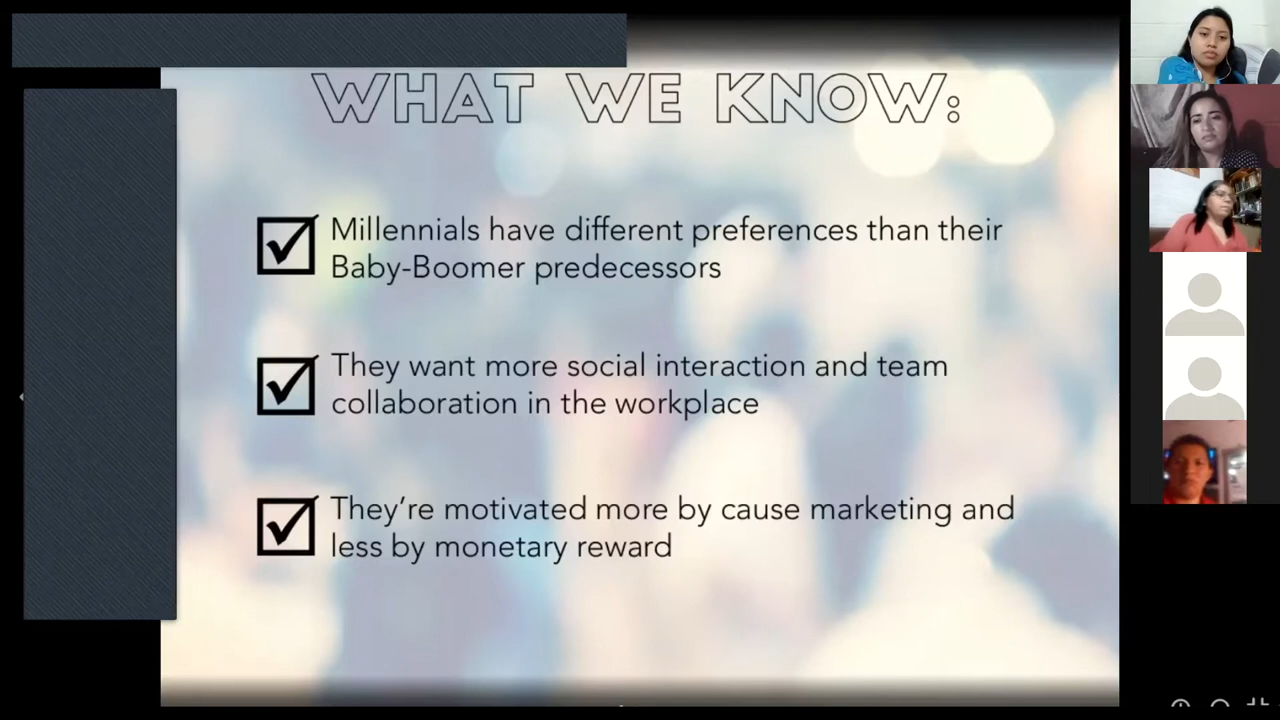 WHAT WE KNOW:
Millennials have different preferences than their
Baby-Boomer predecessors
They want more social interaction and team
collaboration in the workplace
They’re motivated more by cause marketing and
less by monetary reward